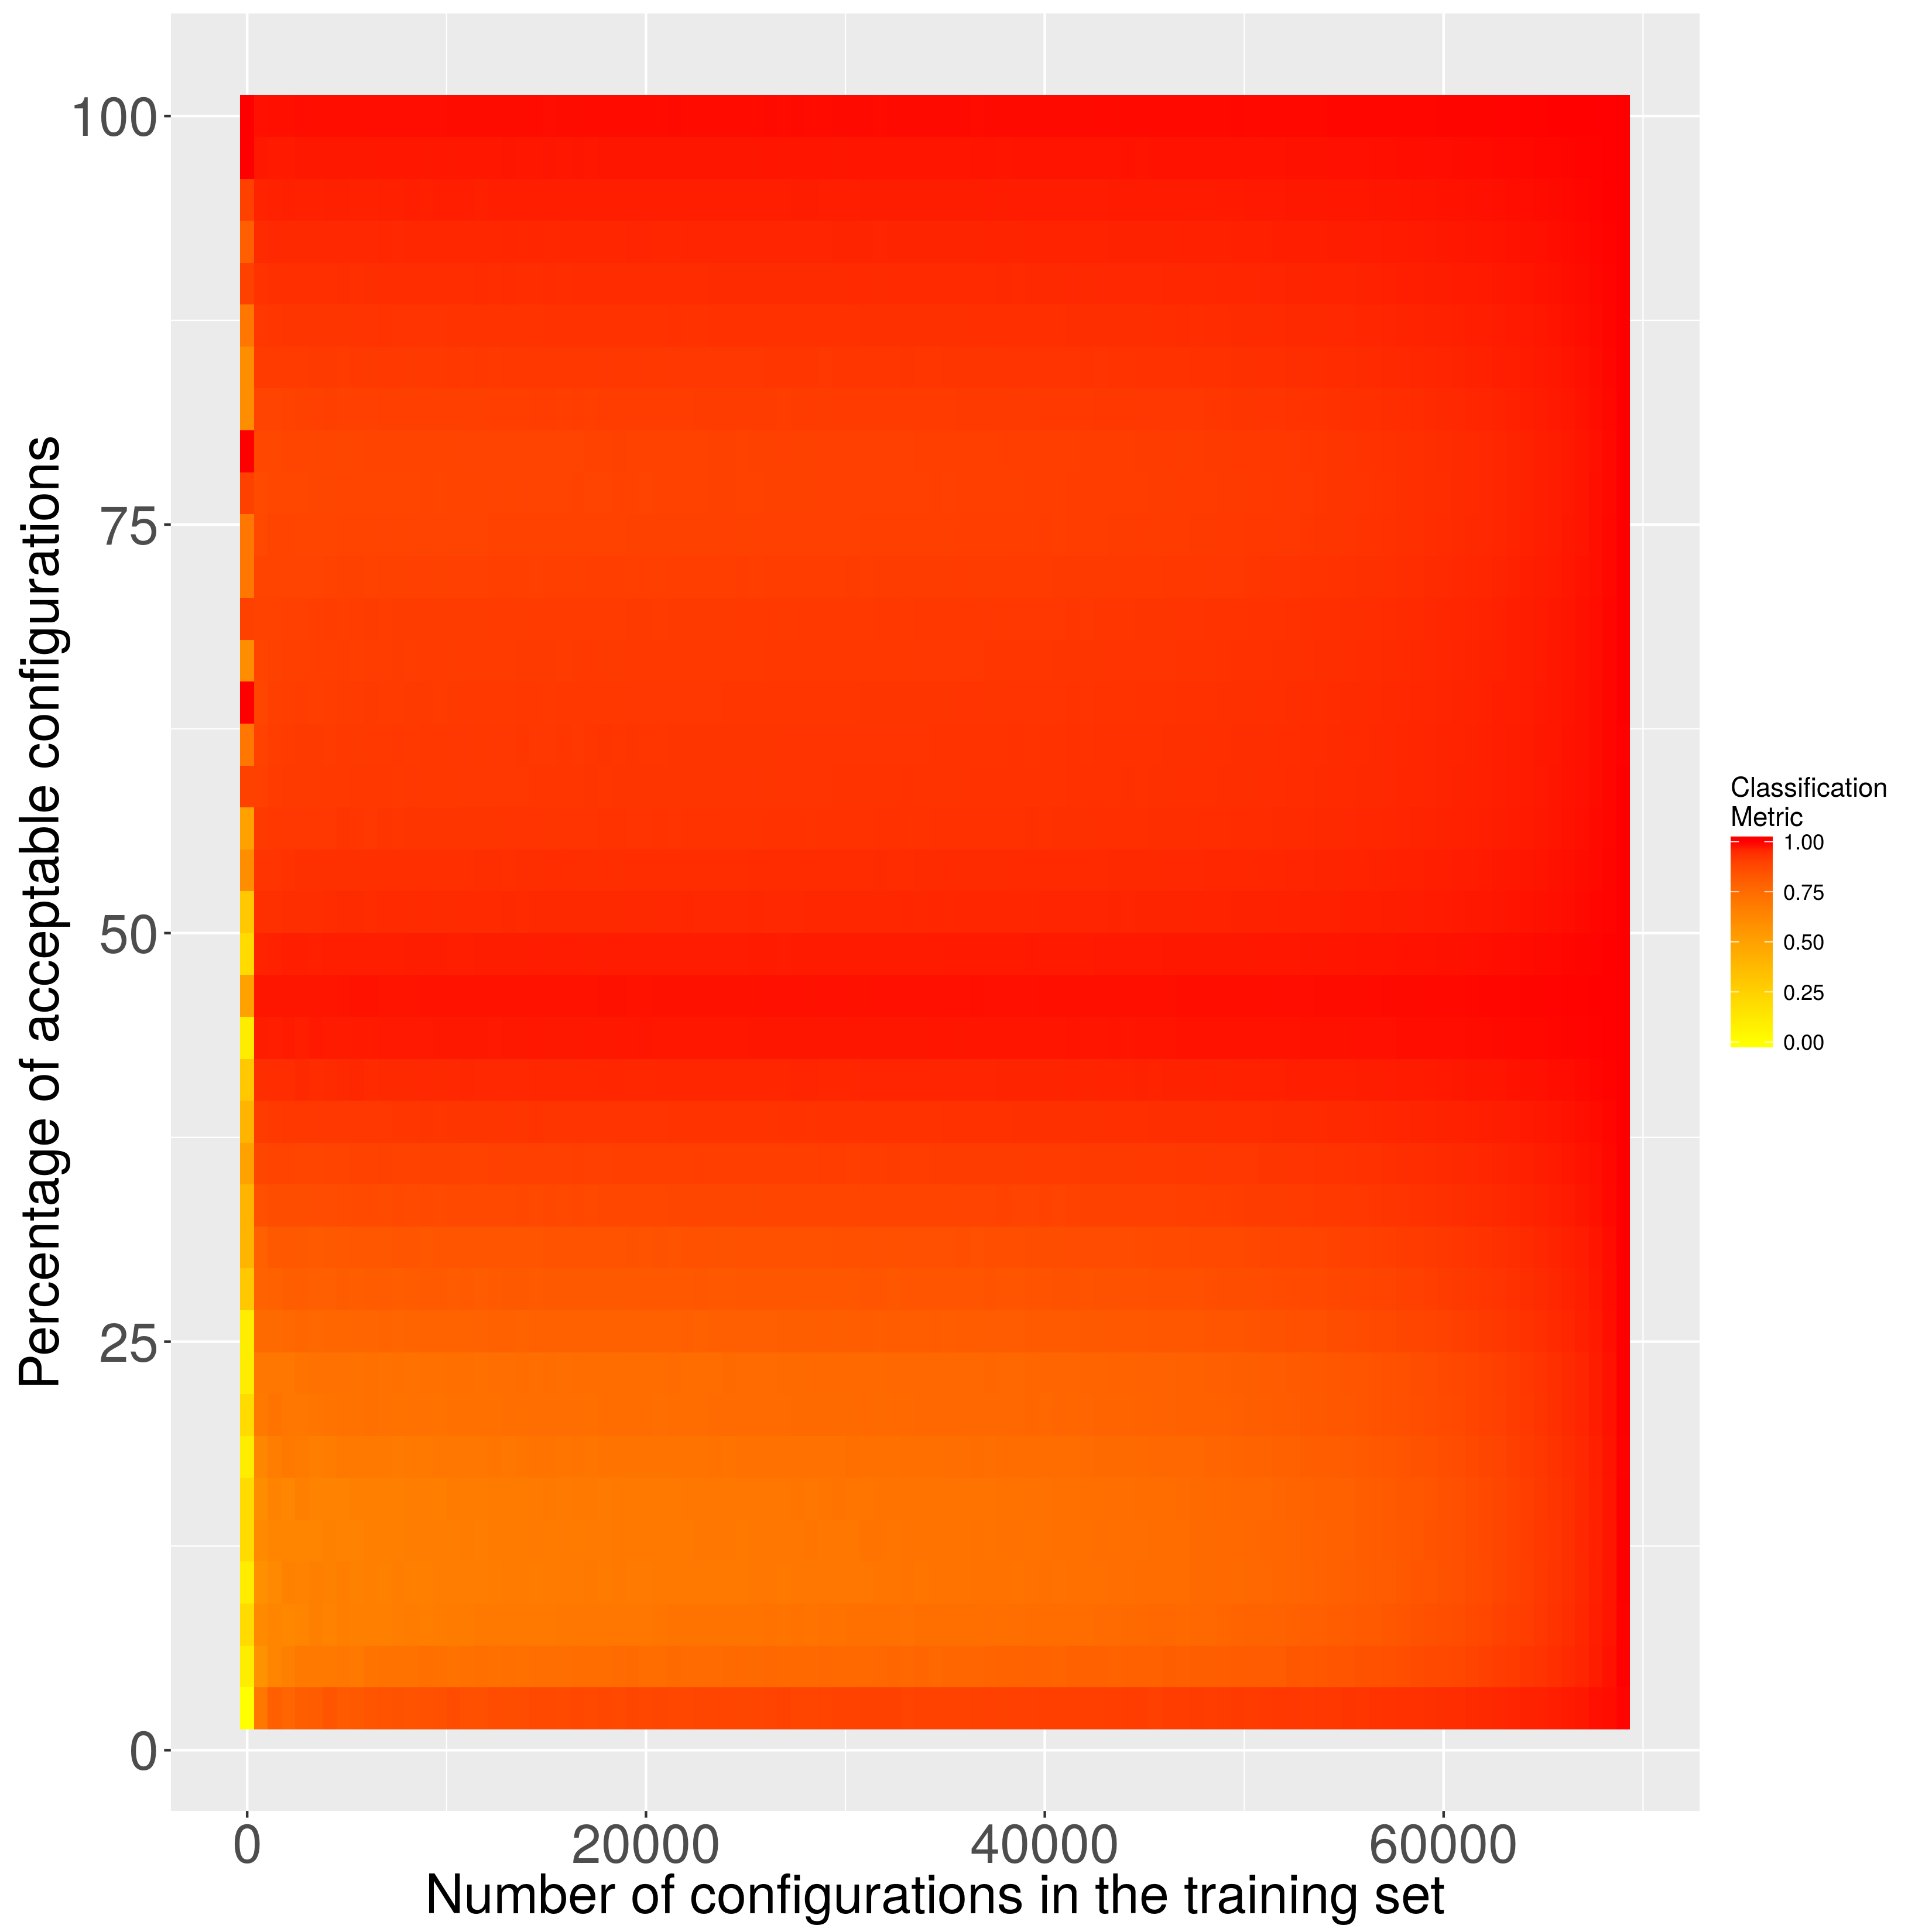 Percentage of acceptable configurations
100
75
50
25
0
0 20000 40000 60000
Number of configurations in the training set
Classification
Metric
1.00
0.75
0.50
0.25
0.00